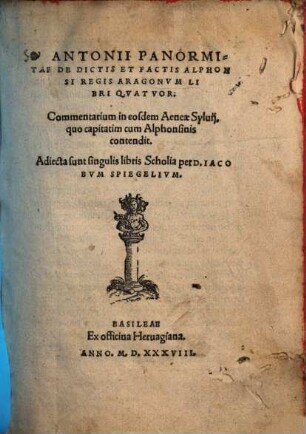 ANTONII PANORMI-
TAE DE DICTIS ET FACTIS ALPHON
SI REGIS ARAGONVM LI
BRI QVATVOR.
Commentarium in eosdem Aeneæ Syluij,
quo capitatim cum Alphonsinis
contendit.
Adiecta sunt singulis libris Scholia per D. IACO
BVM SPIEGELIVM.
BASILEAE
Ex officina Heruagiana.
ANNO. M. D. XXXVIII.